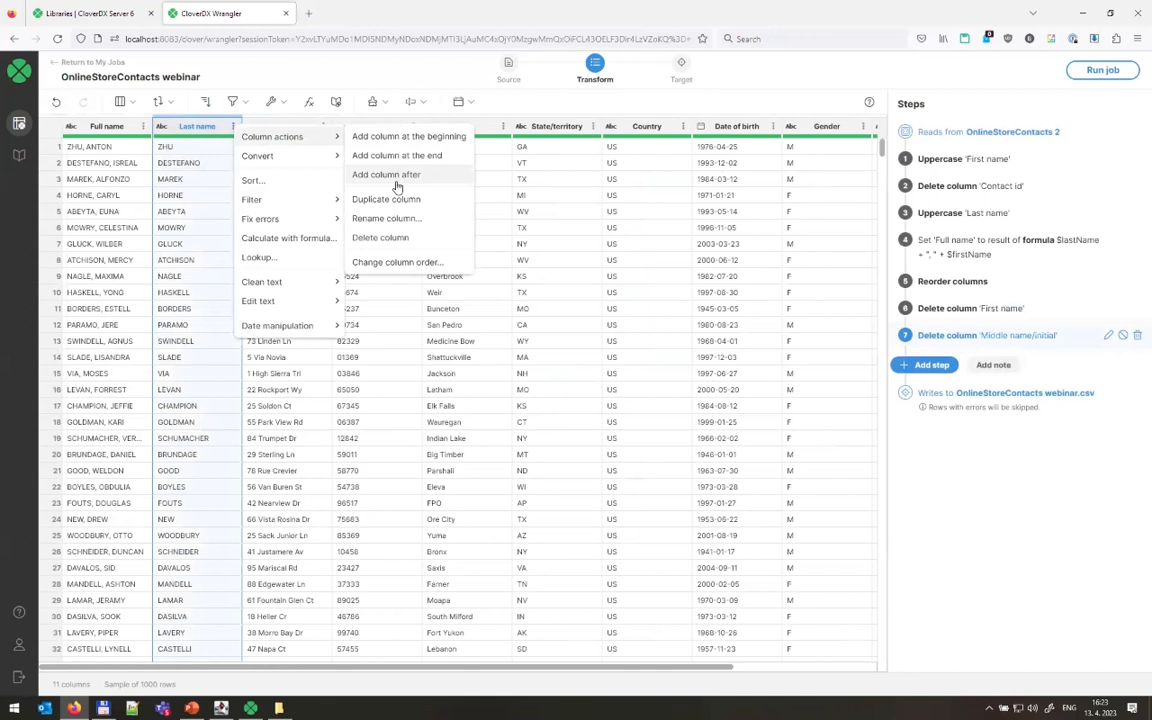 Libraries | CloverDX Server 6
CloverDX Wrangler
Search
Return to My Jobs
OnlineStoreContacts webinar
Source
Transform
Target
Run job
Full name Last name State/territory Country Date of birth Gender
1 ZHU, ANTON ZHU GA US 1976-04-25 M
2 DESTEFANO, ISREAL DESTEFANO VT US 1993-12-02 M
3 MAREK, ALFONZO MAREK TX US 1984-03-12 M
4 HORNE, CARYL HORNE MI US 1971-01-21 F
5 ABEYTA, EUNA ABEYTA WV US 1993-05-14 F
6 MOWRY, CELESTINA MOWRY OR US 1996-11-05 F
7 GLUCK, WILBER GLUCK NY US 2003-03-23 M
8 ATCHISON, MERCY ATCHISON WV US 2000-06-12 F
9 NAGLE, MAXIMA NAGLE Overbrook KS US 1982-07-20 F
10 HASKELL, YONG HASKELL Weir TX US 1997-08-30 F
11 BORDERS, ESTELL BORDERS Bunceton MO US 1945-03-12 F
12 PARAMO, JERE PARAMO San Pedro CA US 1980-08-23 M
13 SWINDELL, AGNUS SWINDELL 73 Linden Ln 82329 Medicine Bow WY US 1968-04-01 F
14 SLADE, LISANDRA SLADE 5 Via Novia 01369 Shattuckville MA US 1997-12-03 F
15 VIA, MOSES VIA 1 High Sierra Trl 03846 Jackson NH US 1997-06-27 M
16 LEVAN, FORREST LEVAN 22 Rockport Wy 65050 Latham MO US 2000-05-20 M
17 CHAMPION, JEFFIE CHAMPION 25 Soldon Ct 67345 Elk Falls KS US 1984-08-12 F
18 GOLDMAN, KARI GOLDMAN 55 Park View Rd Wauregan CT US 1999-01-25 F
19 SCHUMACHER, VER... SCHUMACHER 84 Trumpet Dr 12842 Indian Lake NY US 1966-02-02 F
20 BRUNDAGE, DANIEL BRUNDAGE 29 Sterling Ln Big Timber MT US 1946-01-01 M
21 GOOD, WELDON GOOD 78 Rue Crevier 58770 Parshall ND US 1963-07-30 M
22 BOYLES, OBDULIA BOYLES 56 Van Buren St 54738 Eleva WI US 1973-03-28 F
23 FOUTS, DOUGLAS FOUTS 42 Nearview Dr 96517 FPO AP US 1997-01-27 M
24 NEW, DREW NEW 66 Vista Rosina Dr 75683 Ore City TX US 1953-06-22 M
25 WOODBURY, OTTO WOODBURY 25 Sack Junior Ln 85369 Yuma AZ US 2001-08-19 M
26 SCHNEIDER, DUNCAN SCHNEIDER 41 Justamere Av 10458 Bronx NY US 1941-01-17 M
27 DAVALOS, SID DAVALOS 95 Mariscal Rd 23427 Suffolk VA US 2004-09-11 M
28 MANDELL, ASHTON MANDELL 88 Edgewater Ln 37333 Farner TN US 2000-02-05 F
29 LAMAR, JERAMY LAMAR 61 Fountain Glen Ct 89025 Moapa NV US 1970-03-09 M
30 DASILVA, SOOK DASILVA 18 Heller Cr 46786 South Milford IN US 1973-03-03 F
31 LAVERY, PIPER LAVERY 38 Morro Bay Dr 99740 Fort Yukon AK US 1968-10-26 F
32 CASTELLI, LYNELL CASTELLI 47 Napa Ct 57455 Lebanon SD US 1957-11-23 F
Column actions
Convert
Sort...
Filter
Fix errors
Calculate with formula...
Lookup...
Clean text
Edit text
Date manipulation
Add column at the beginning
Add column at the end
Add column after
Duplicate column
Rename column...
Delete column
Change column order...
Steps
Reads from OnlineStoreContacts 2
1 Uppercase 'First name'
2 Delete column 'Contact id'
3 Uppercase 'Last name'
4 Set 'Full name' to result of formula $lastName
+ ", " + $firstName
5 Reorder columns
6 Delete column 'First name'
7 Delete column 'Middle name/initial'
+ Add step
Add note
Writes to OnlineStoreContacts webinar.csv
Rows with errors will be skipped
11 columns Sample of 1000 rows
ENG
16:23
13. 4. 2023